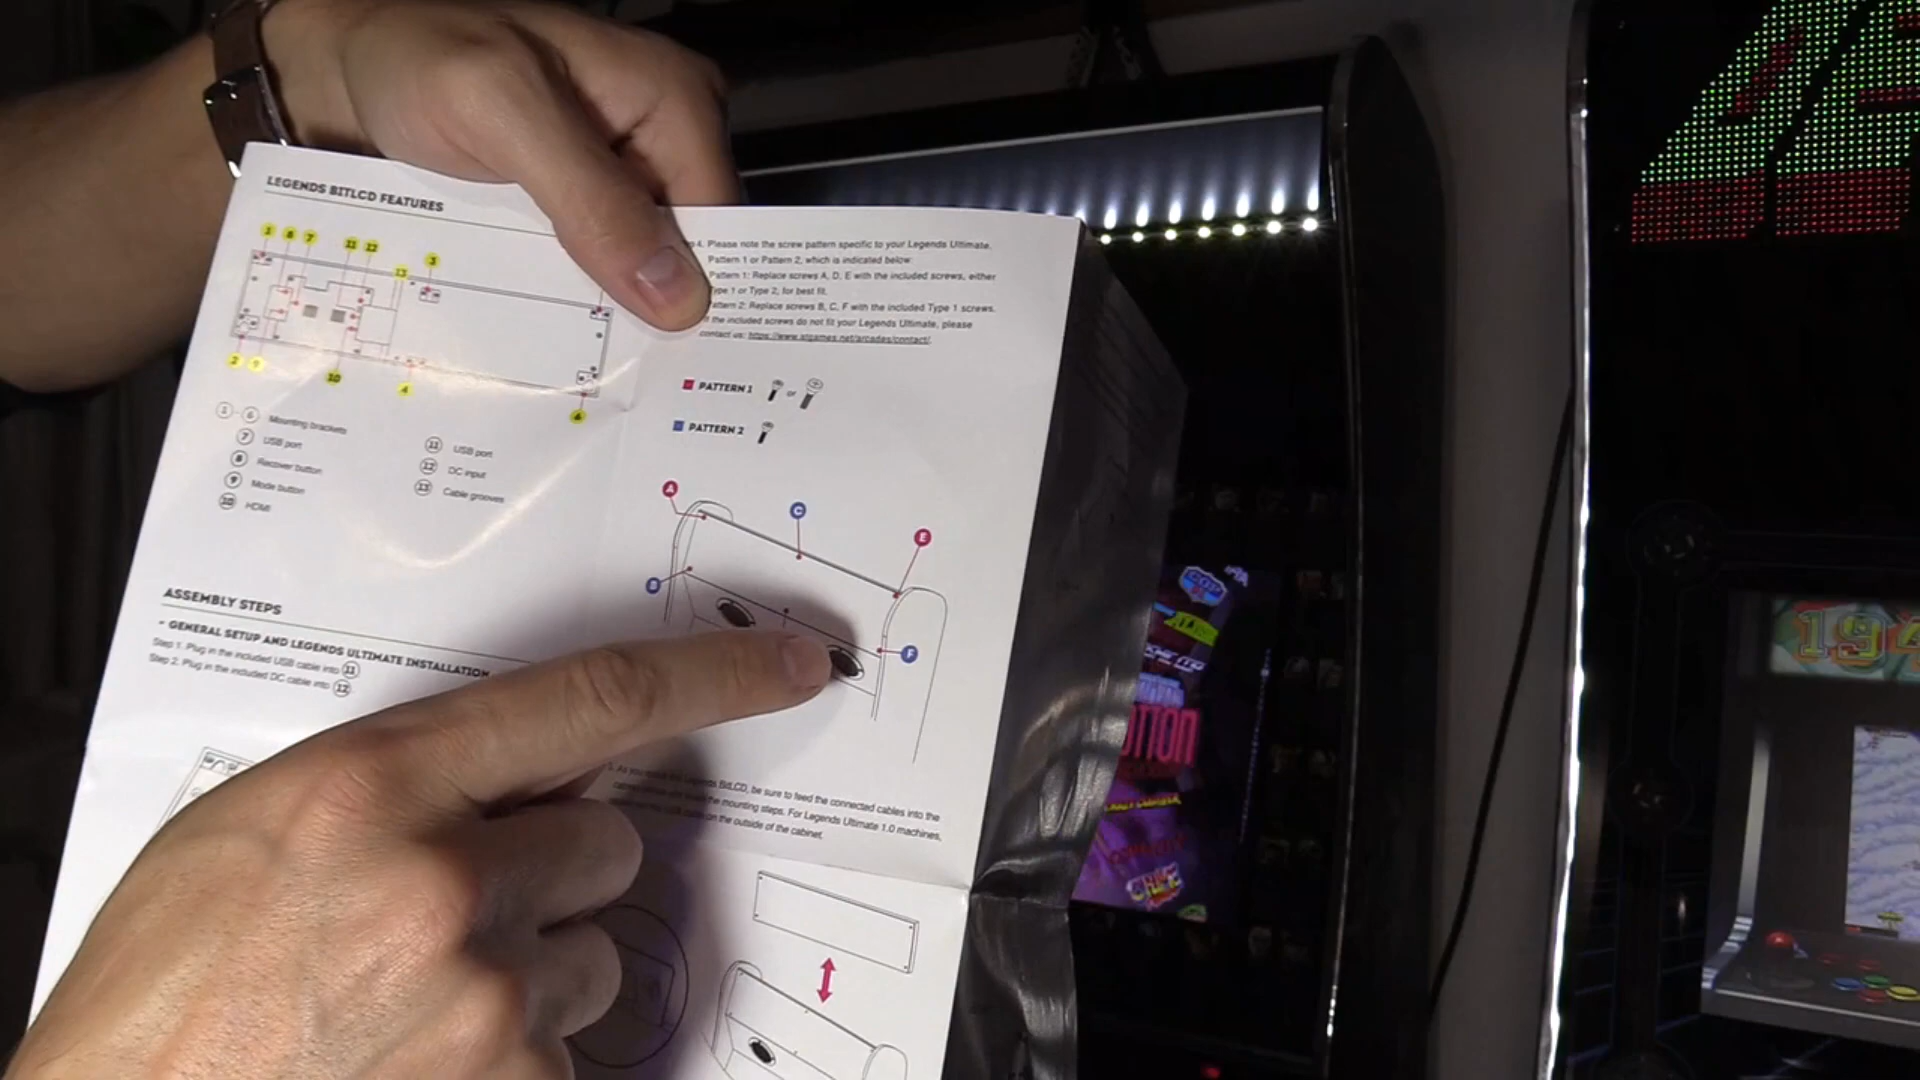 LEGENDS BITLCD FEATURES
1 8 7 11 12 13 3
2 9 10 4 6
1 - 6 Mounting brackets
7 USB port
8 Recover button
9 Mode button
10 HDMI
11 USB port
12 DC input
13 Cable grooves
ASSEMBLY STEPS
- GENERAL SETUP AND LEGENDS ULTIMATE INSTALLATION
Step 1. Plug in the included USB cable into 11
Step 2. Plug in the included DC cable into 12
4. Please note the screw pattern specific to your Legends Ultimate,
Pattern 1 or Pattern 2, which is indicated below:
Pattern 1: Replace screws A, D, E with the included screws, either
Type 1 or Type 2, for best fit.
Pattern 2: Replace screws B, C, F with the included Type 1 screws.
If the included screws do not fit your Legends Ultimate, please
contact us: https://www.atgames.net/arcades/contact/.
PATTERN 1 or
PATTERN 2
A
C
E
B
F
Legends BitLCD, be sure to feed the connected cables into the
the mounting steps. For Legends Ultimate 1.0 machines,
on the outside of the cabinet.
194